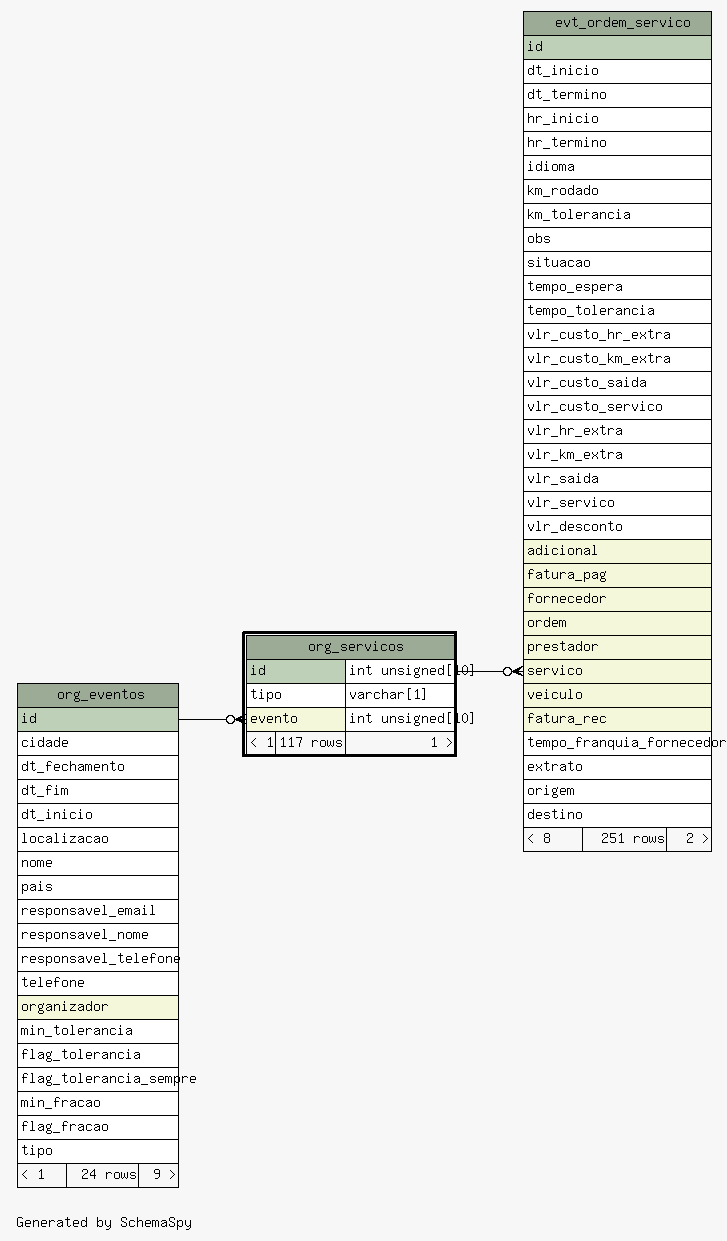 evt_ordem_servico
id
dt_inicio
dt_termino
hr_inicio
hr_termino
idioma
km_rodado
km_tolerancia
obs
situacao
tempo_espera
tempo_tolerancia
vlr_custo_hr_extra
vlr_custo_km_extra
vlr_custo_saida
vlr_custo_servico
vlr_hr_extra
vlr_km_extra
vlr_saida
vlr_servico
vlr_desconto
adicional
fatura_pag
fornecedor
ordem
prestador
servico
veiculo
fatura_rec
tempo_franquia_fornecedor
extrato
origem
destino
< 8 251 rows 2 >
org_servicos
id int unsigned[10]
tipo varchar[1]
evento int unsigned[10]
< 1 117 rows 1 >
org_eventos
id
cidade
dt_fechamento
dt_fim
dt_inicio
localizacao
nome
pais
responsavel_email
responsavel_nome
responsavel_telefone
telefone
organizador
min_tolerancia
flag_tolerancia
flag_tolerancia_sempre
min_fracao
flag_fracao
tipo
< 1 24 rows 9 >
Generated by SchemaSpy